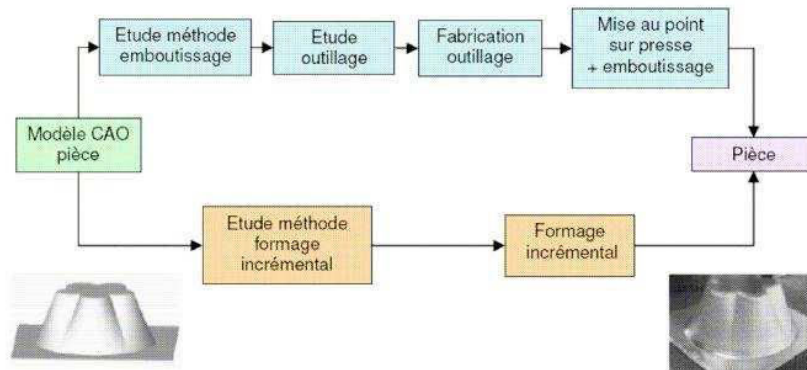 Etude méthode
emboutissage
Etude
outillage
Fabrication
outillage
Mise au point
sur presse
+ emboutissage
Modèle CAO
pièce
Pièce
Etude méthode
formage
incrémental
Formage
incrémental